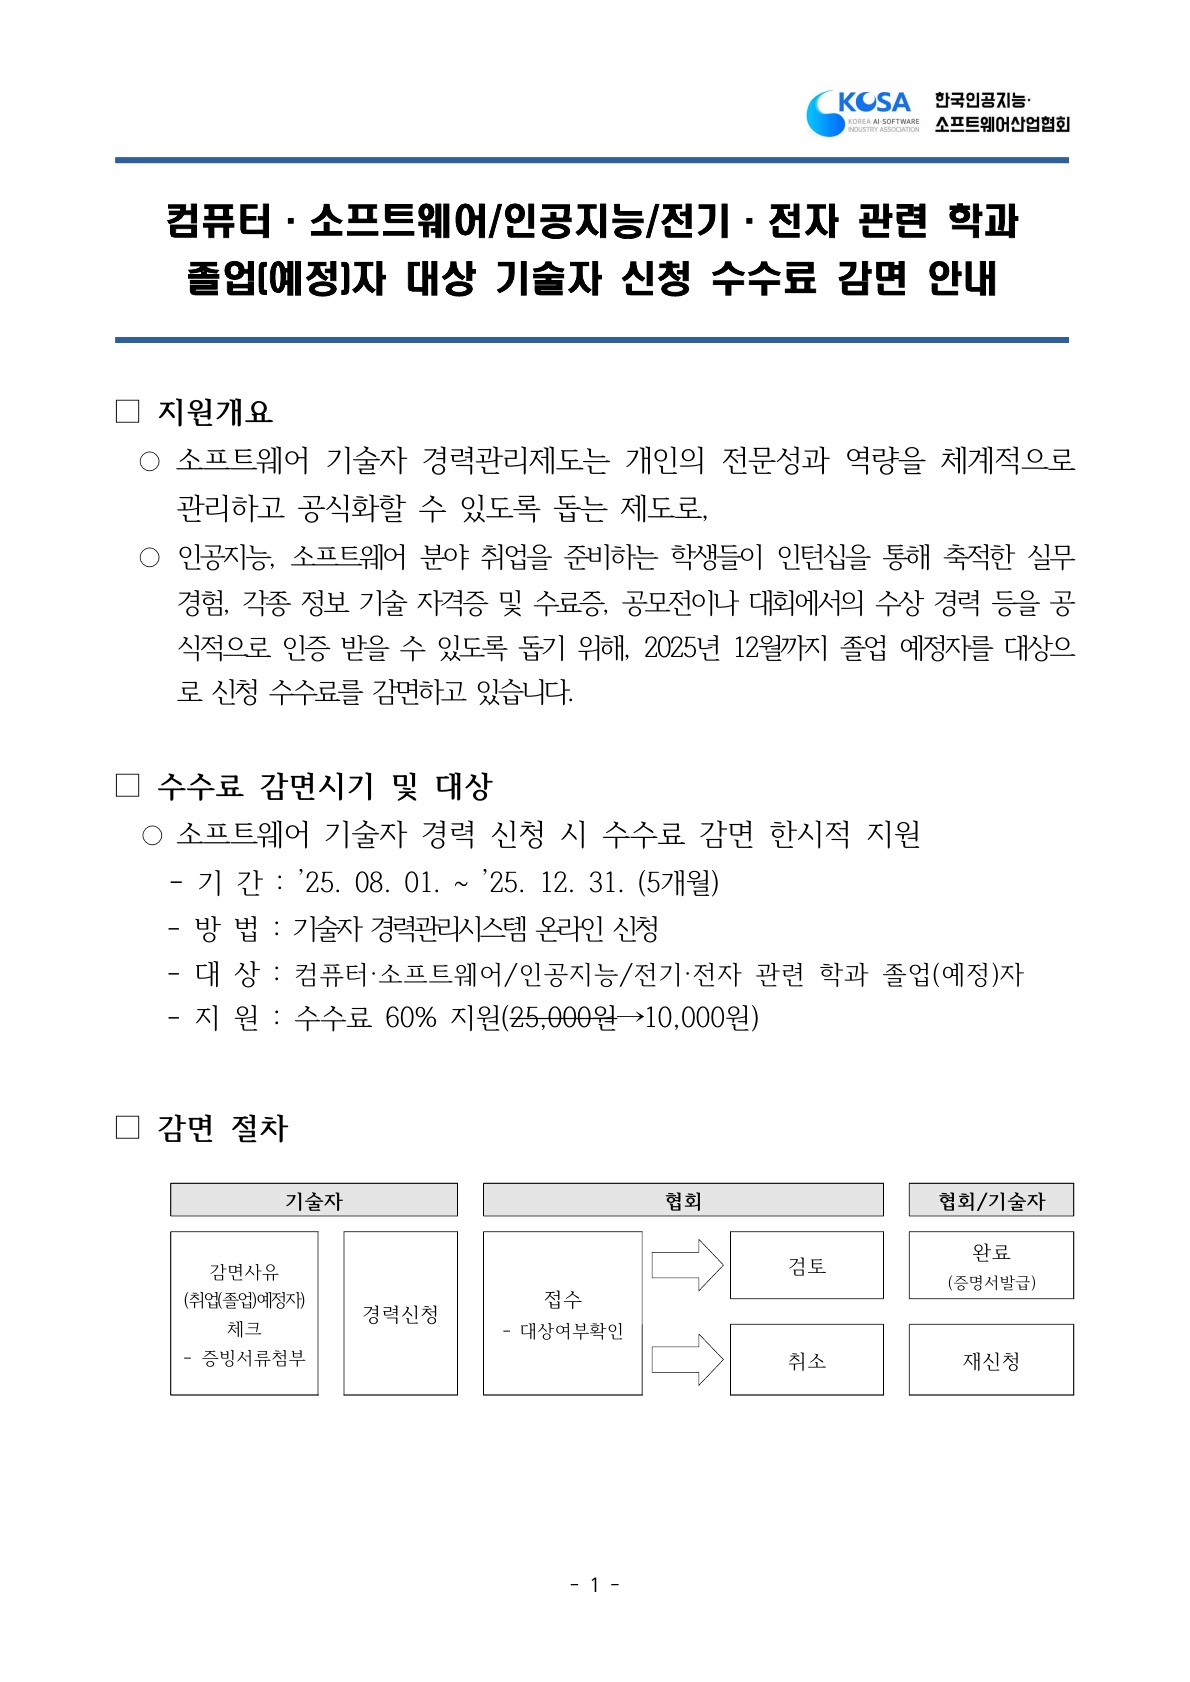 KOSA
KOREA AI·SOFTWARE
INDUSTRY ASSOCIATION
한국인공지능·
소프트웨어산업협회
컴퓨터·소프트웨어/인공지능/전기·전자 관련 학과
졸업(예정)자 대상 기술자 신청 수수료 감면 안내
□ 지원개요
○ 소프트웨어 기술자 경력관리제도는 개인의 전문성과 역량을 체계적으로
관리하고 공식화할 수 있도록 돕는 제도로,
○ 인공지능, 소프트웨어 분야 취업을 준비하는 학생들이 인턴십을 통해 축적한 실무
경험, 각종 정보 기술 자격증 및 수료증, 공모전이나 대회에서의 수상 경력 등을 공
식적으로 인증 받을 수 있도록 돕기 위해, 2025년 12월까지 졸업 예정자를 대상으
로 신청 수수료를 감면하고 있습니다.
□ 수수료 감면시기 및 대상
○ 소프트웨어 기술자 경력 신청 시 수수료 감면 한시적 지원
- 기 간 : ’25. 08. 01. ~ ’25. 12. 31. (5개월)
- 방 법 : 기술자 경력관리시스템 온라인 신청
- 대 상 : 컴퓨터·소프트웨어/인공지능/전기·전자 관련 학과 졸업(예정)자
- 지 원 : 수수료 60% 지원(25,000원→10,000원)
□ 감면 절차
기술자
협회
협회/기술자
감면사유
(취업(졸업)예정자)
체크
- 증빙서류첨부
경력신청
접수
- 대상여부확인
검토
취소
완료
(증명서발급)
재신청
- 1 -